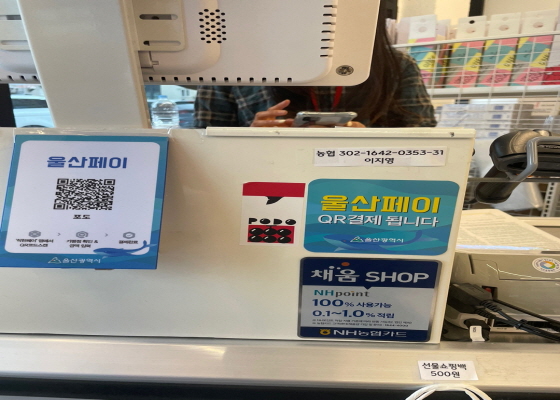 울산페이
포도
울산광역시
농협 302-1642-0353-31
이지영
PODO
울산페이
QR결제 됩니다
울산광역시
채움 SHOP
NHpoint
100% 사용가능
0.1~1.0% 적립
NH농협카드
선물쇼핑백
500원